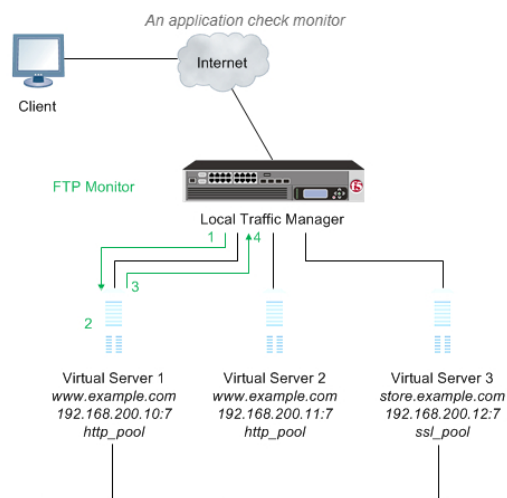 An application check monitor
Internet
Client
FTP Monitor
f5
Local Traffic Manager
1
4
3
2
Virtual Server 1
www.example.com
192.168.200.10:7
http_pool
Virtual Server 2
www.example.com
192.168.200.11:7
http_pool
Virtual Server 3
store.example.com
192.168.200.12:7
ssl_pool